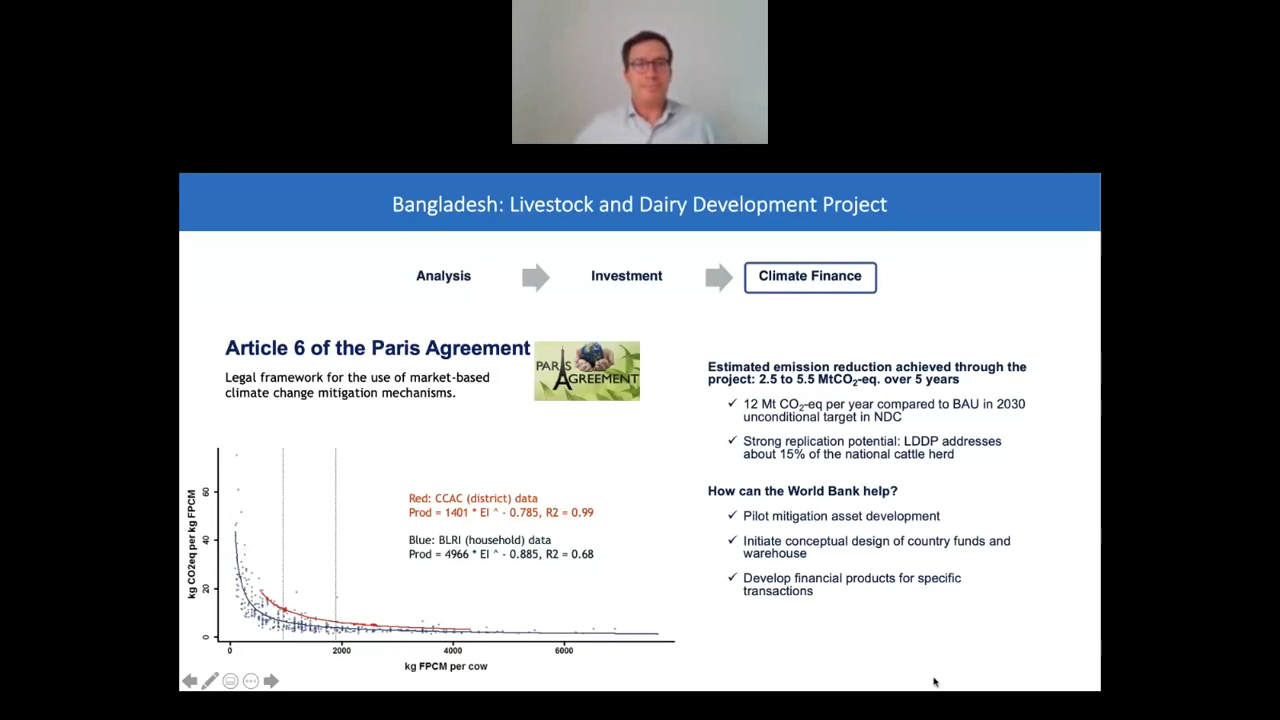 Bangladesh: Livestock and Dairy Development Project
Analysis
Investment
Climate Finance
Article 6 of the Paris Agreement
Legal framework for the use of market-based
climate change mitigation mechanisms.
PARIS
AGREEMENT
Estimated emission reduction achieved through the
project: 2.5 to 5.5 MtCO₂-eq. over 5 years
✓ 12 Mt CO₂-eq per year compared to BAU in 2030
unconditional target in NDC
✓ Strong replication potential: LDDP addresses
about 15% of the national cattle herd
How can the World Bank help?
✓ Pilot mitigation asset development
✓ Initiate conceptual design of country funds and
warehouse
✓ Develop financial products for specific
transactions
Red: CCAC (district) data
Prod = 1401 * EI ^ - 0.785, R2 = 0.99
Blue: BLRI (household) data
Prod = 4966 * EI ^ - 0.885, R2 = 0.68
kg CO2eq per kg FPCM
60
40
20
0
0 2000 4000 6000
kg FPCM per cow